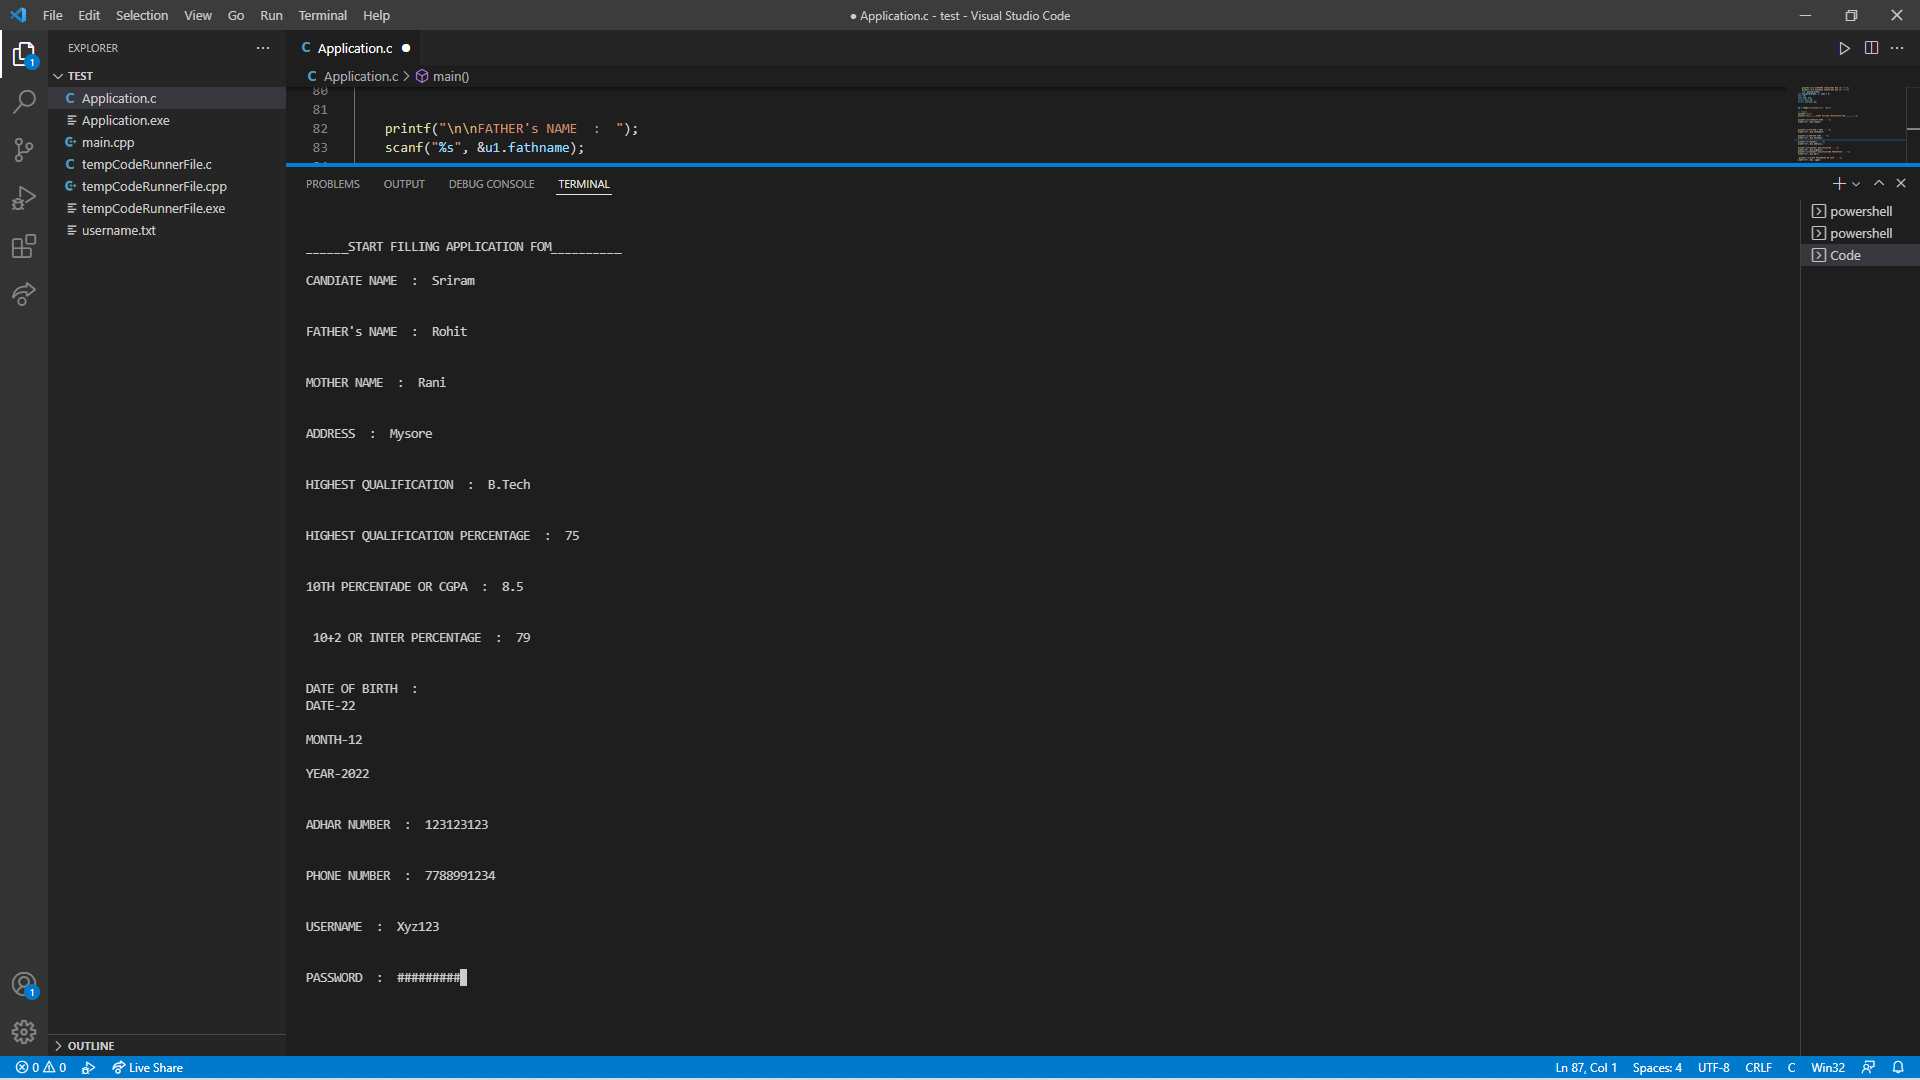 File Edit Selection View Go Run Terminal Help
● Application.c - test - Visual Studio Code
EXPLORER
TEST
Application.c
Application.exe
main.cpp
tempCodeRunnerFile.c
tempCodeRunnerFile.cpp
tempCodeRunnerFile.exe
username.txt
OUTLINE
Application.c
Application.c > main()
80
81
82 printf("\n\nFATHER's NAME  :  ");
83 scanf("%s", &u1.fathname);
PROBLEMS OUTPUT DEBUG CONSOLE TERMINAL
powershell
powershell
Code
______START FILLING APPLICATION FOM__________
CANDIATE NAME  :  Sriram
FATHER's NAME  :  Rohit
MOTHER NAME  :  Rani
ADDRESS  :  Mysore
HIGHEST QUALIFICATION  :  B.Tech
HIGHEST QUALIFICATION PERCENTAGE  :  75
10TH PERCENTADE OR CGPA  :  8.5
10+2 OR INTER PERCENTAGE  :  79
DATE OF BIRTH  :
DATE-22
MONTH-12
YEAR-2022
ADHAR NUMBER  :  123123123
PHONE NUMBER  :  7788991234
USERNAME  :  Xyz123
PASSWORD  :  #########
1
1
0 0 Live Share
Ln 87, Col 1 Spaces: 4 UTF-8 CRLF C Win32